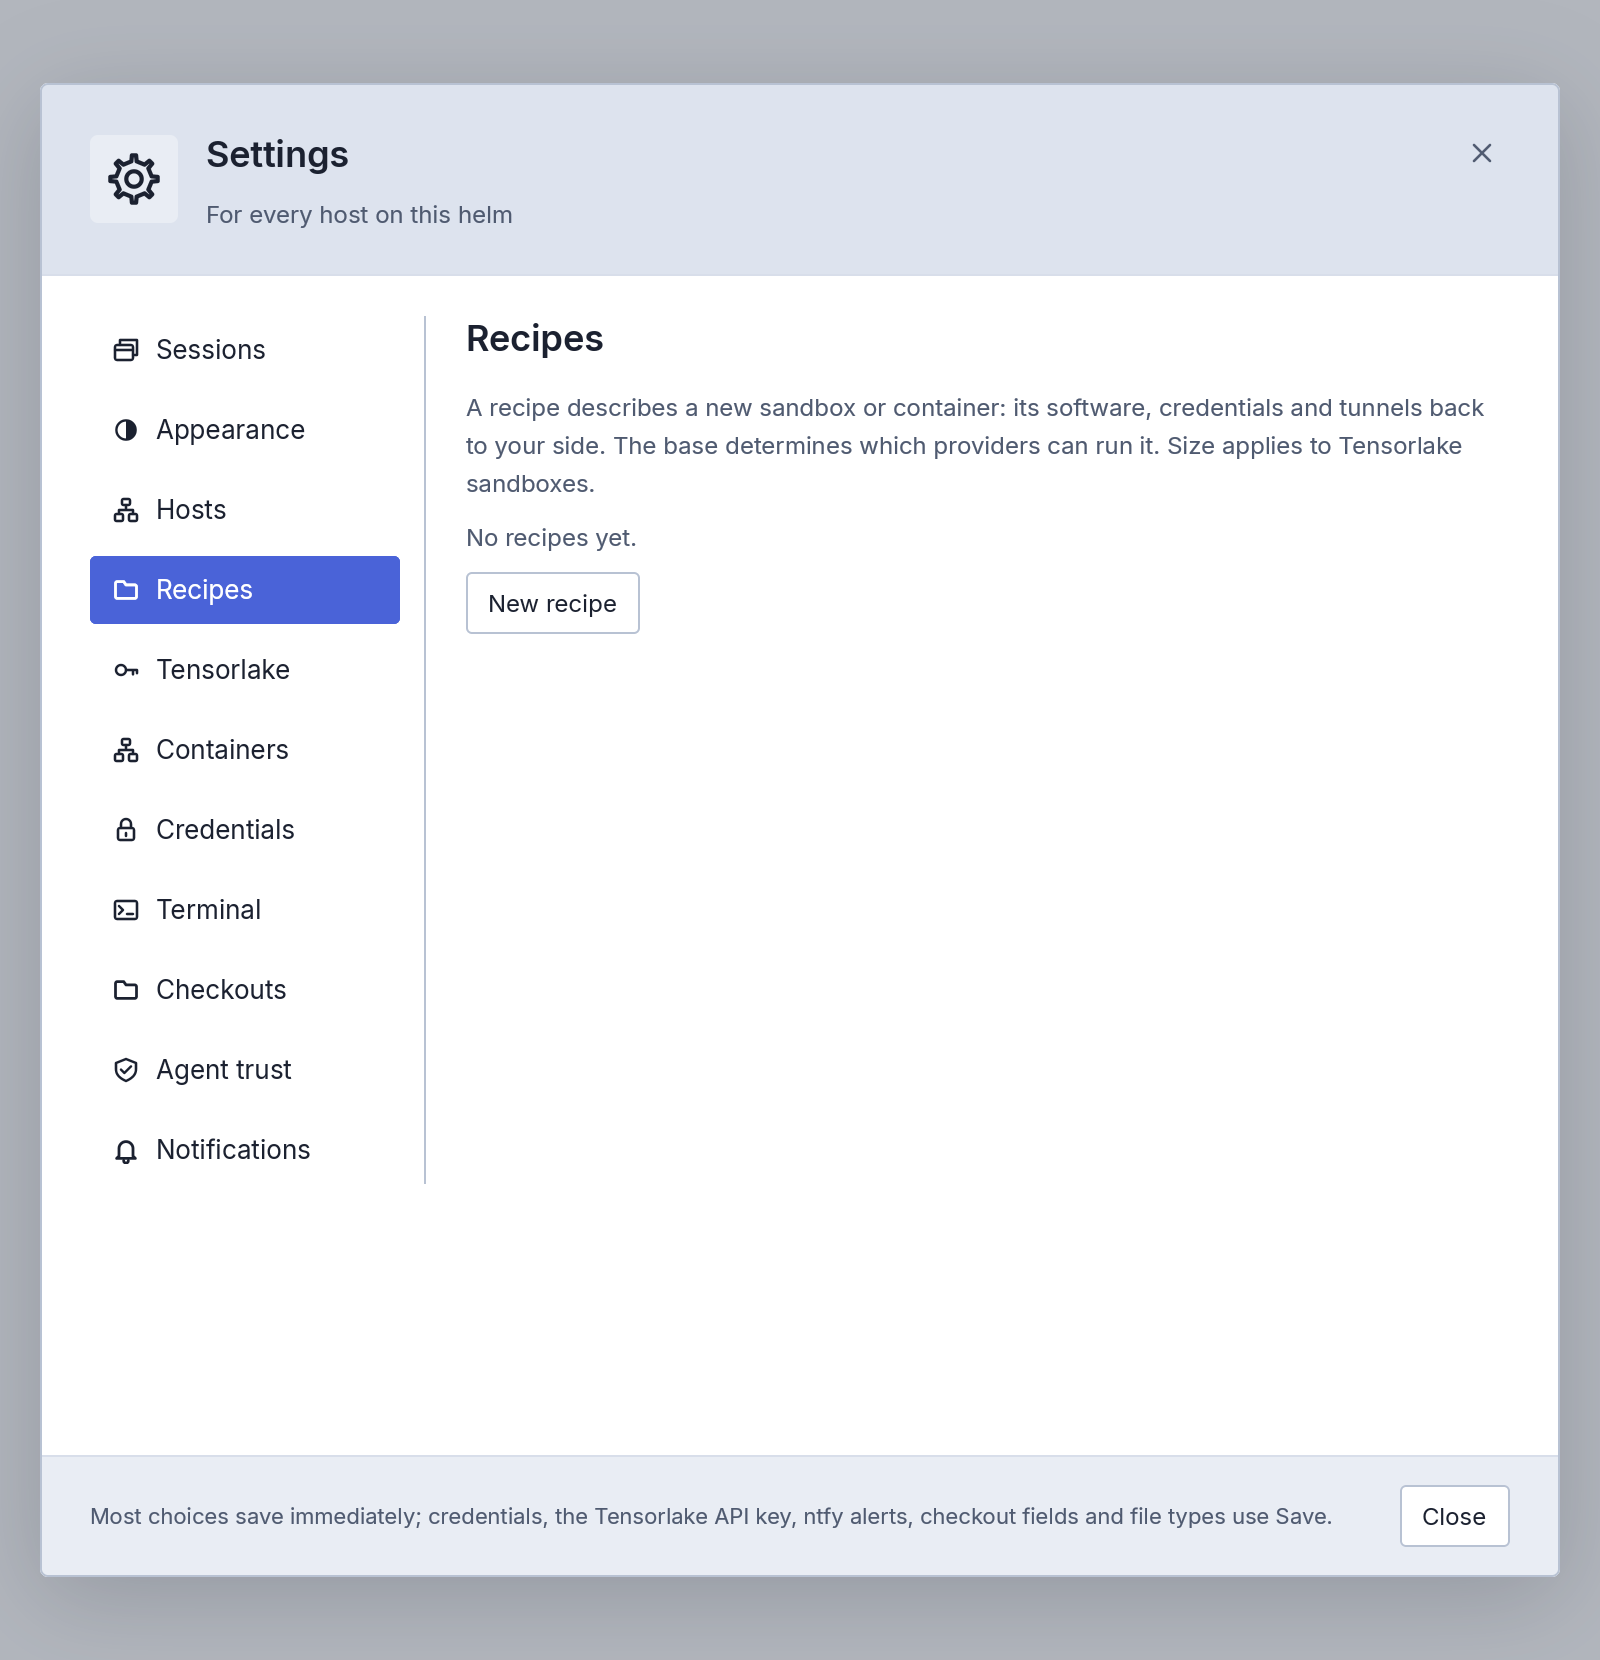 Settings
For every host on this helm
Sessions
Appearance
Hosts
Recipes
Tensorlake
Containers
Credentials
Terminal
Checkouts
Agent trust
Notifications
Recipes
A recipe describes a new sandbox or container: its software, credentials and tunnels back
to your side. The base determines which providers can run it. Size applies to Tensorlake
sandboxes.
No recipes yet.
New recipe
Most choices save immediately; credentials, the Tensorlake API key, ntfy alerts, checkout fields and file types use Save.
Close